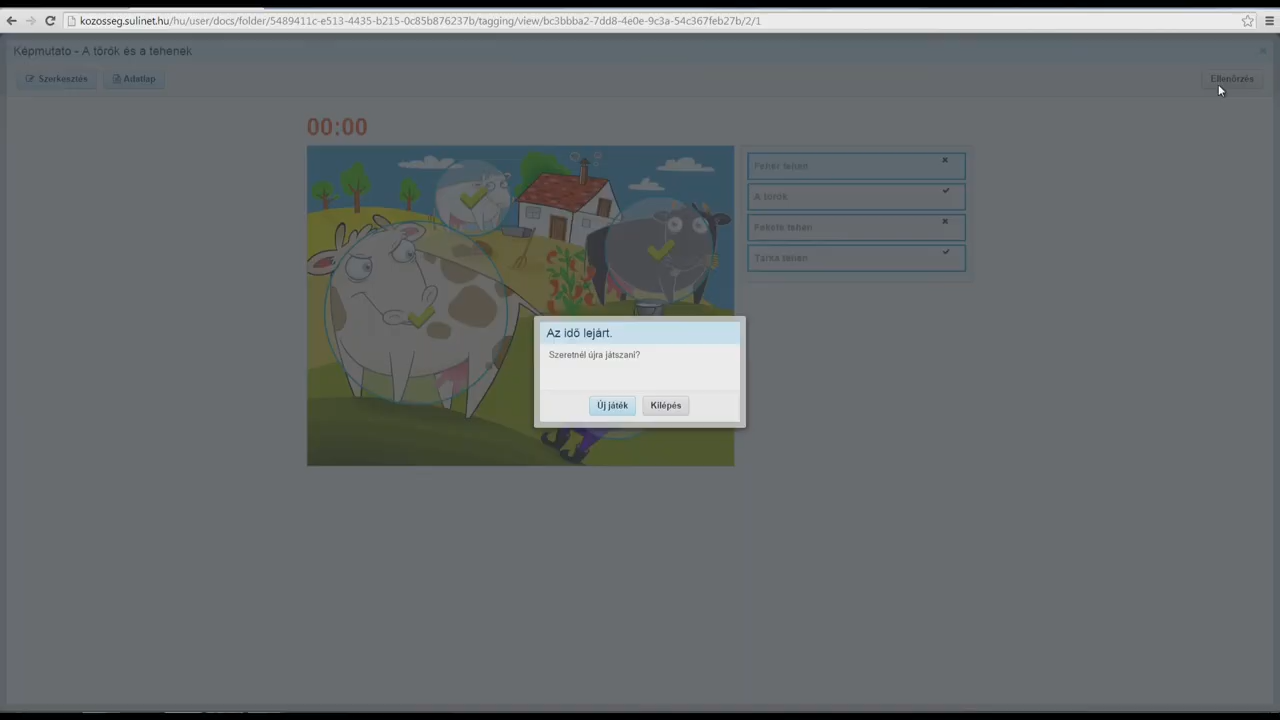 kozosseg.sulinet.hu/hu/user/docs/folder/5489411c-e513-4435-b215-0c85b876237b/tagging/view/bc3bbba2-7dd8-4e0e-9c3a-54c367feb27b/2/1
Képmutato - A török és a tehenek
Szerkesztés
Adatlap
Ellenőrzés
00:00
Fehér tehén
A török
Fekete tehén
Tarka tehén
Az idő lejárt.
Szeretnél újra játszani?
Új játék
Kilépés